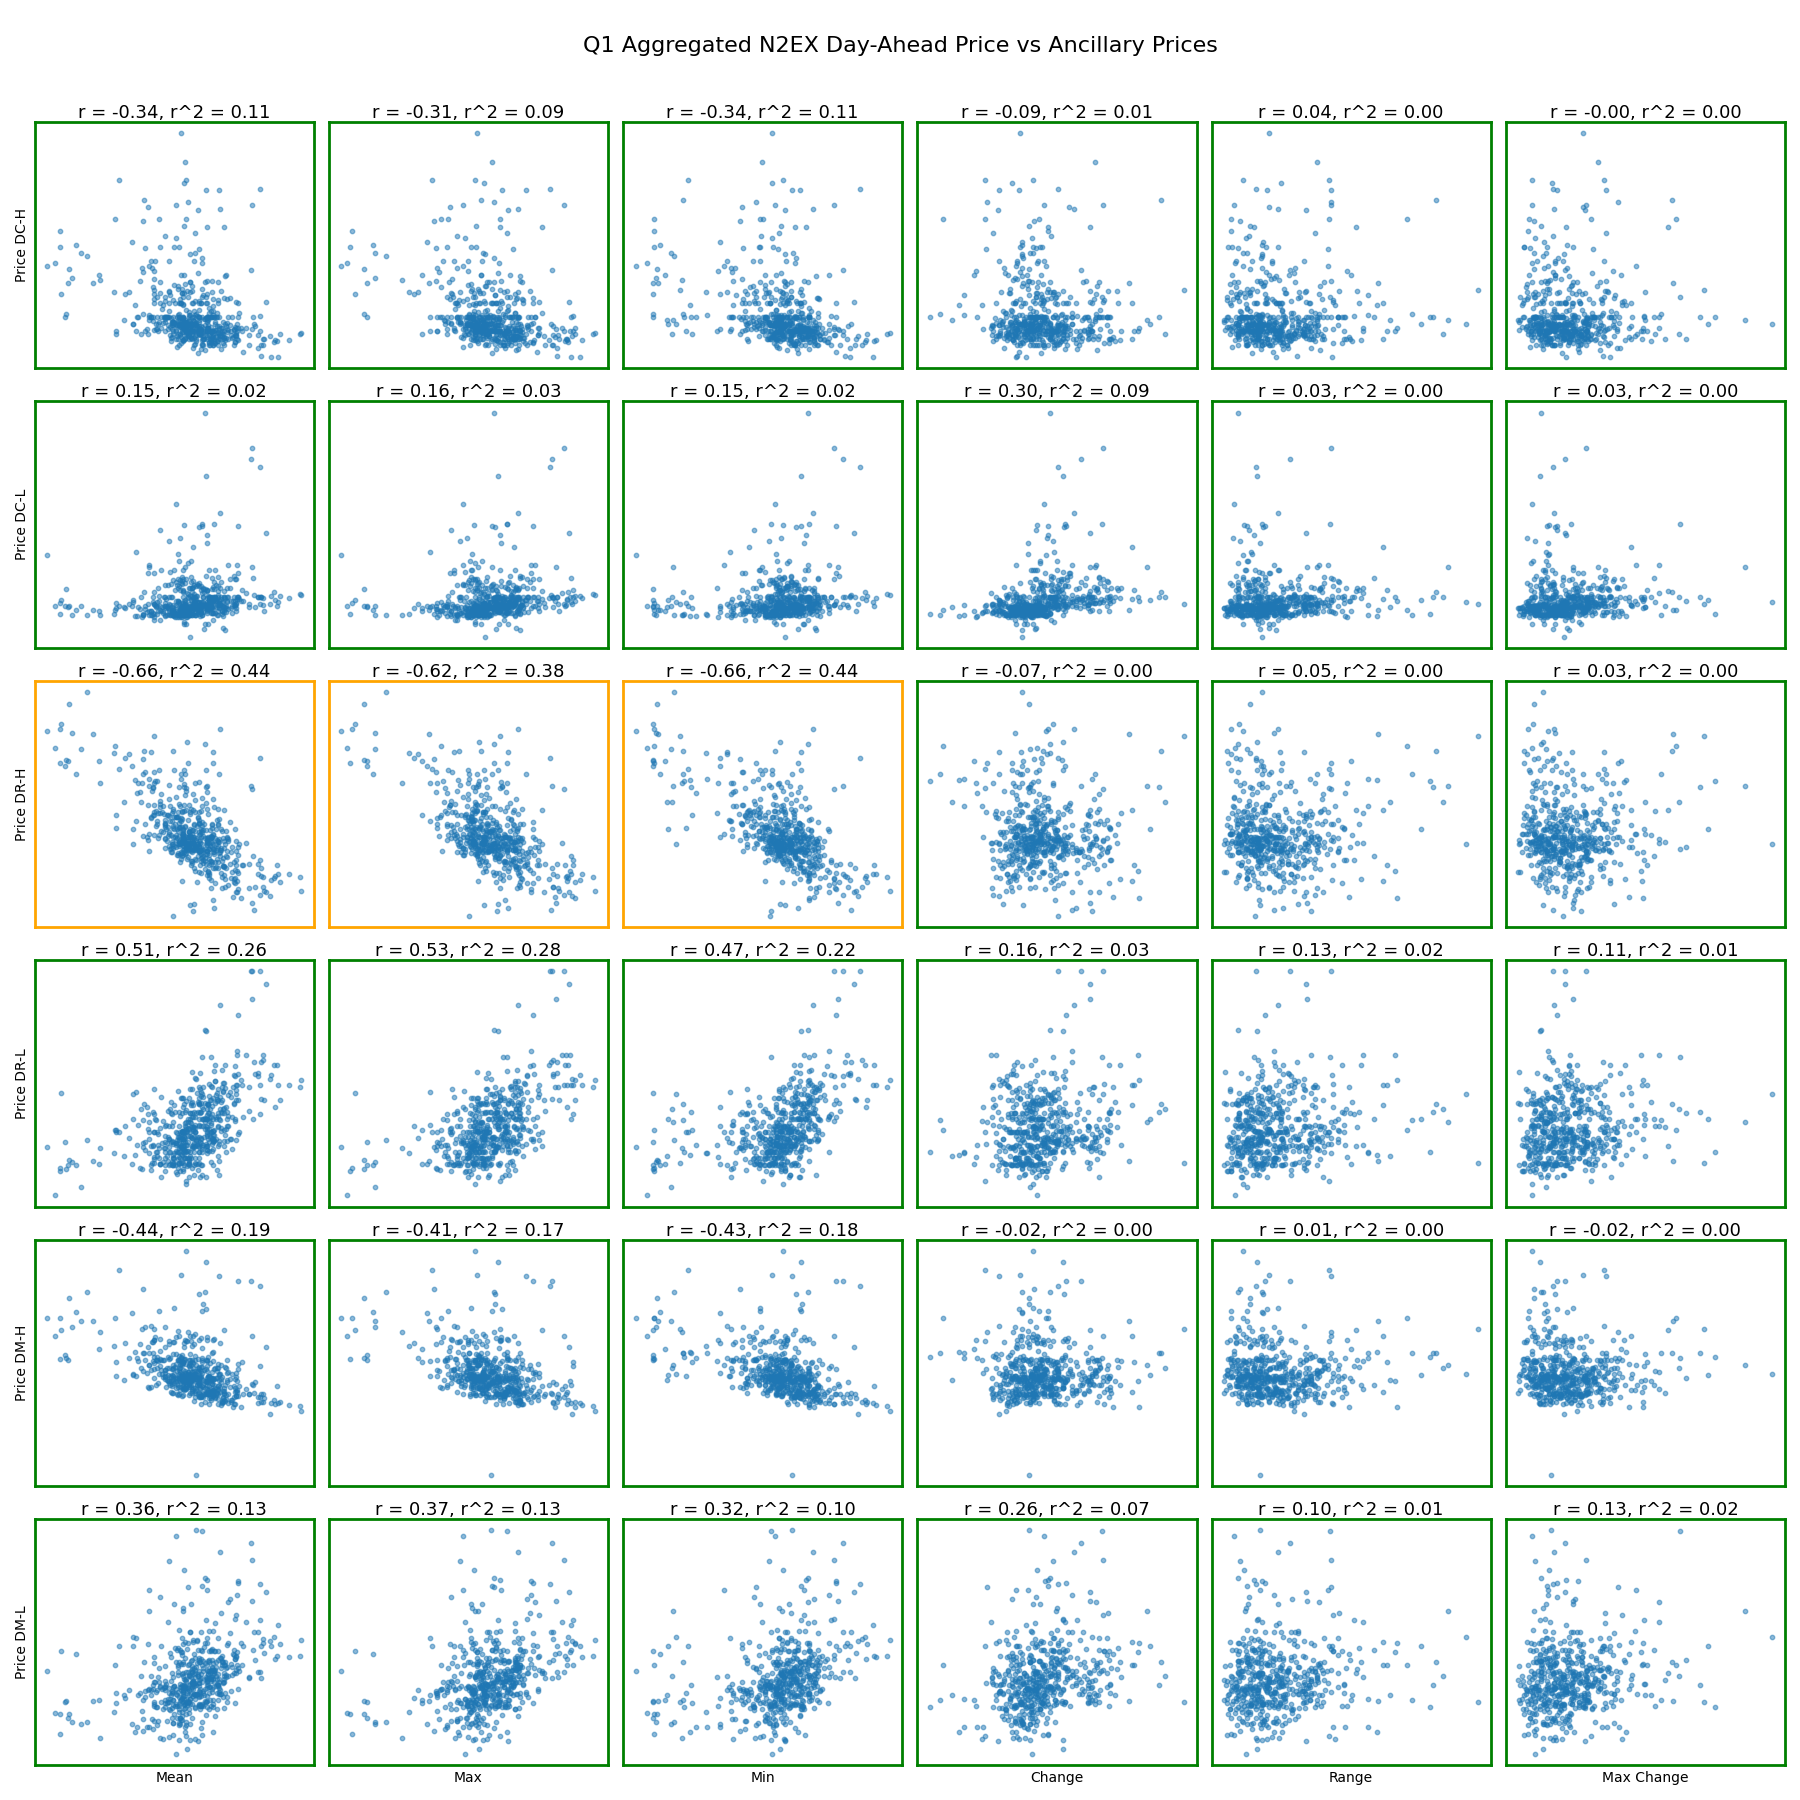 Q1 Aggregated N2EX Day-Ahead Price vs Ancillary Prices
r = -0.34, r^2 = 0.11
r = -0.31, r^2 = 0.09
r = -0.34, r^2 = 0.11
r = -0.09, r^2 = 0.01
r = 0.04, r^2 = 0.00
r = -0.00, r^2 = 0.00
Price DC-H
r = 0.15, r^2 = 0.02
r = 0.16, r^2 = 0.03
r = 0.15, r^2 = 0.02
r = 0.30, r^2 = 0.09
r = 0.03, r^2 = 0.00
r = 0.03, r^2 = 0.00
Price DC-L
r = -0.66, r^2 = 0.44
r = -0.62, r^2 = 0.38
r = -0.66, r^2 = 0.44
r = -0.07, r^2 = 0.00
r = 0.05, r^2 = 0.00
r = 0.03, r^2 = 0.00
Price DR-H
r = 0.51, r^2 = 0.26
r = 0.53, r^2 = 0.28
r = 0.47, r^2 = 0.22
r = 0.16, r^2 = 0.03
r = 0.13, r^2 = 0.02
r = 0.11, r^2 = 0.01
Price DR-L
r = -0.44, r^2 = 0.19
r = -0.41, r^2 = 0.17
r = -0.43, r^2 = 0.18
r = -0.02, r^2 = 0.00
r = 0.01, r^2 = 0.00
r = -0.02, r^2 = 0.00
Price DM-H
r = 0.36, r^2 = 0.13
r = 0.37, r^2 = 0.13
r = 0.32, r^2 = 0.10
r = 0.26, r^2 = 0.07
r = 0.10, r^2 = 0.01
r = 0.13, r^2 = 0.02
Price DM-L
Mean
Max
Min
Change
Range
Max Change